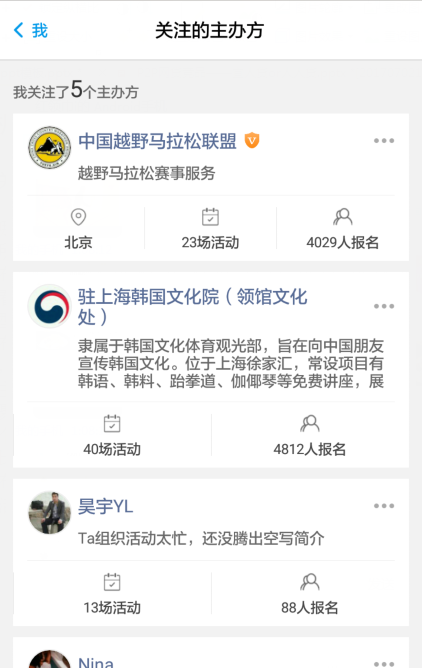 我
关注的主办方
我关注了5个主办方
中国越野马拉松联盟
越野马拉松赛事服务
北京
23场活动
4029人报名
驻上海韩国文化院（领馆文化
处）
隶属于韩国文化体育观光部，旨在向中国朋友
宣传韩国文化。位于上海徐家汇，常设项目有
韩语、韩料、跆拳道、伽倻琴等免费讲座，展
40场活动
4812人报名
昊宇YL
Ta组织活动太忙，还没腾出空写简介
13场活动
88人报名
Nina